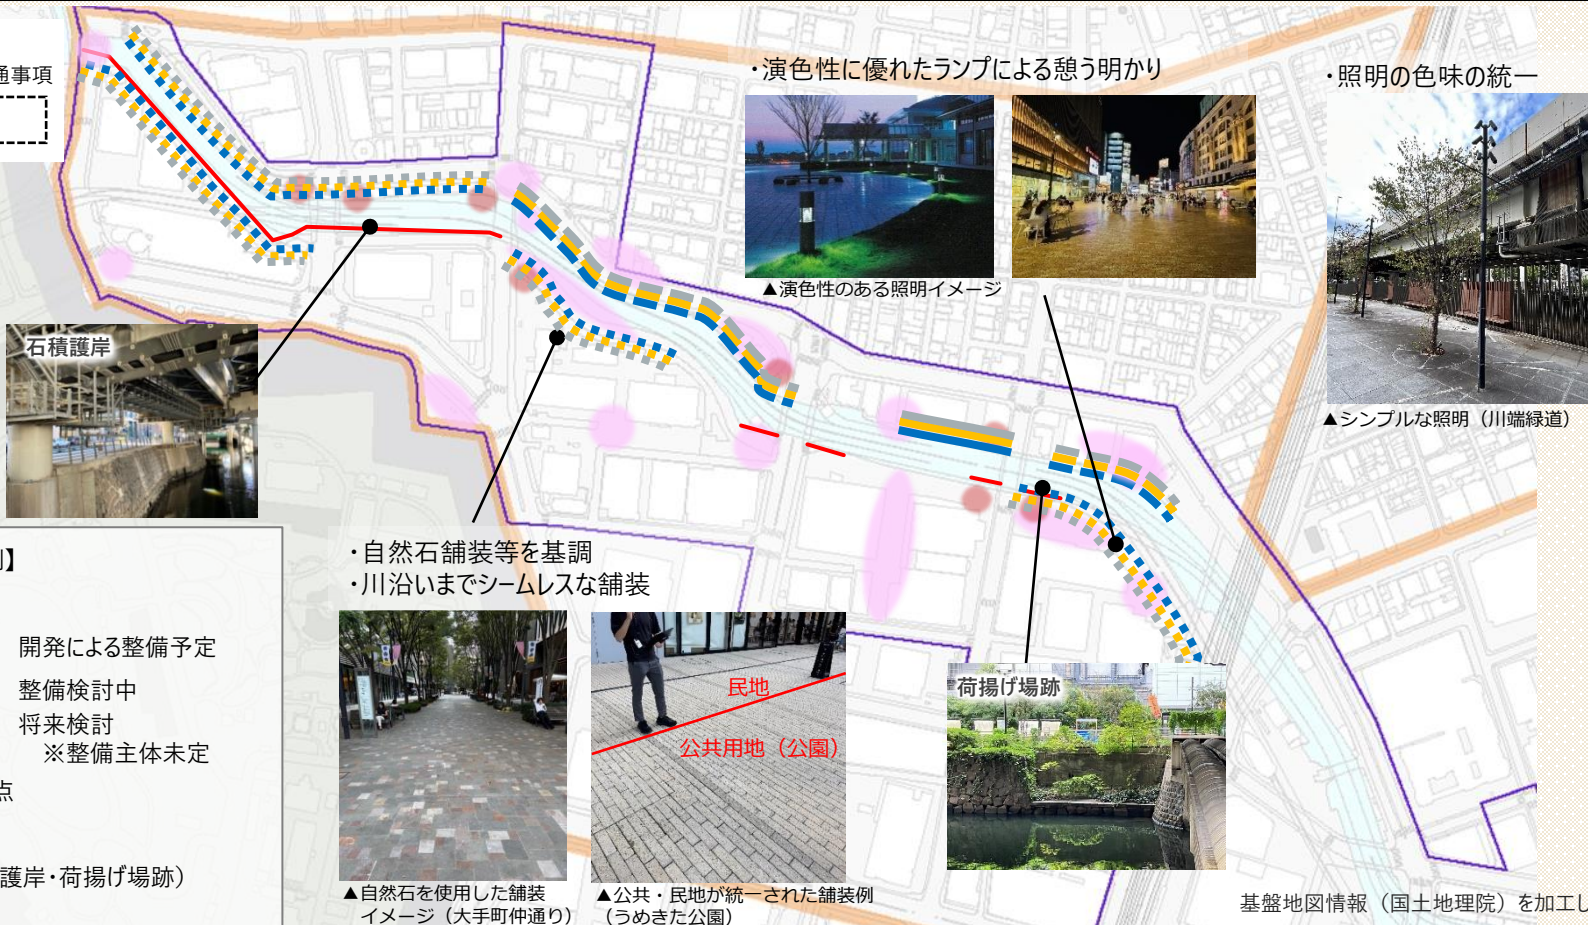 通事項
・演色性に優れたランプによる憩う明かり
・照明の色味の統一
▲演色性のある照明イメージ
▲シンプルな照明（川端緑道）
石積護岸
・自然石舗装等を基調
・川沿いまでシームレスな舗装
開発による整備予定
整備検討中
将来検討
※整備主体未定
点
護岸・荷揚げ場跡）
民地
公共用地（公園）
荷揚げ場跡
▲自然石を使用した舗装
イメージ（大手町仲通り）
▲公共・民地が統一された舗装例
（うめきた公園）
基盤地図情報（国土地理院）を加工し